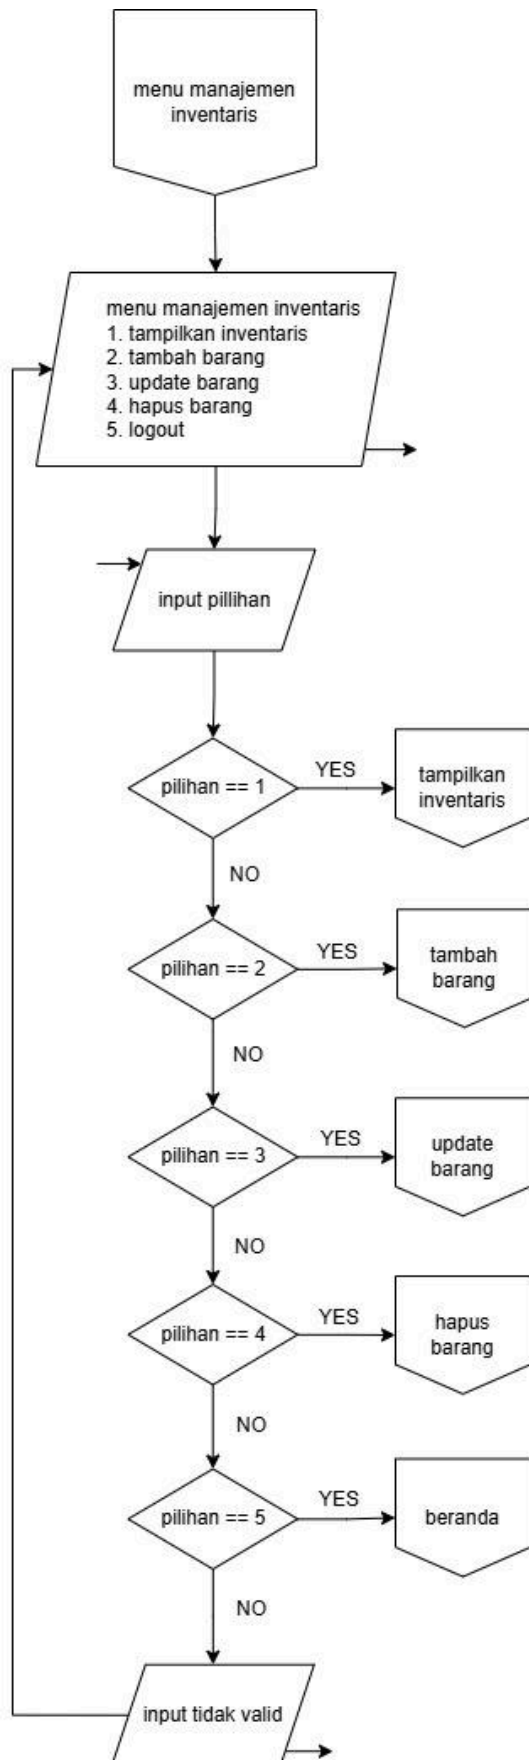 menu manajemen
inventaris
menu manajemen inventaris
1. tampilkan inventaris
2. tambah barang
3. update barang
4. hapus barang
5. logout
input pillihan
pilihan == 1
YES
tampilkan
inventaris
NO
pilihan == 2
YES
tambah
barang
NO
pilihan == 3
YES
update
barang
NO
pilihan == 4
YES
hapus
barang
NO
pilihan == 5
YES
beranda
NO
input tidak valid